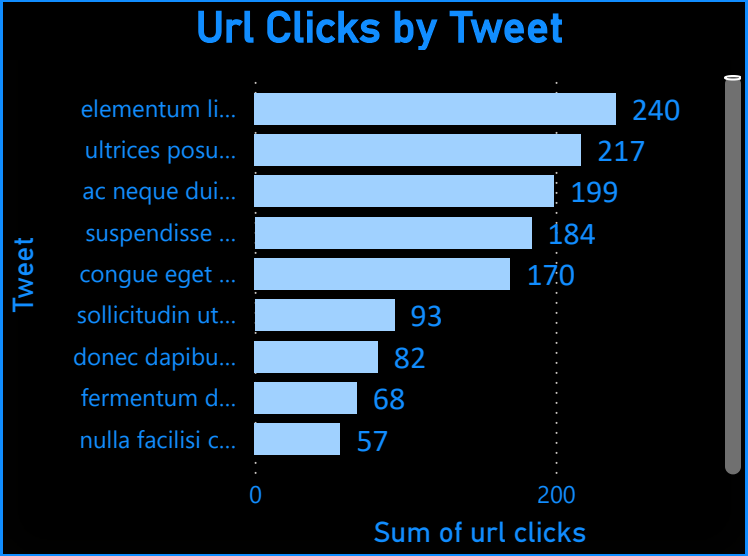 Url Clicks by Tweet
Tweet
elementum li... 240
ultrices posu... 217
ac neque dui... 199
suspendisse ... 184
congue eget ... 170
sollicitudin ut... 93
donec dapibu... 82
fermentum d... 68
nulla facilisi c... 57
0 200
Sum of url clicks